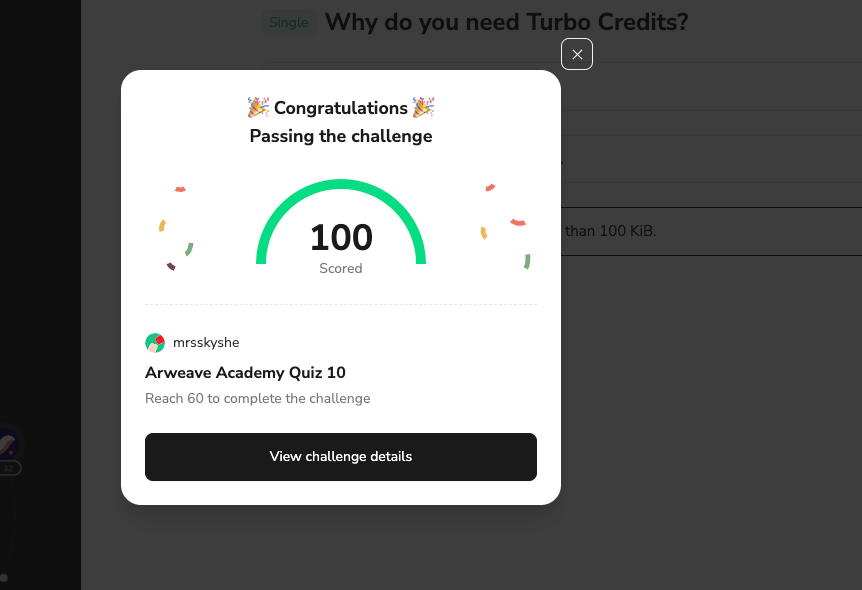 Single Why do you need Turbo Credits?
🎉 Congratulations 🎉
Passing the challenge
100
Scored
than 100 KiB.
mrsskyshe
Arweave Academy Quiz 10
Reach 60 to complete the challenge
View challenge details
32